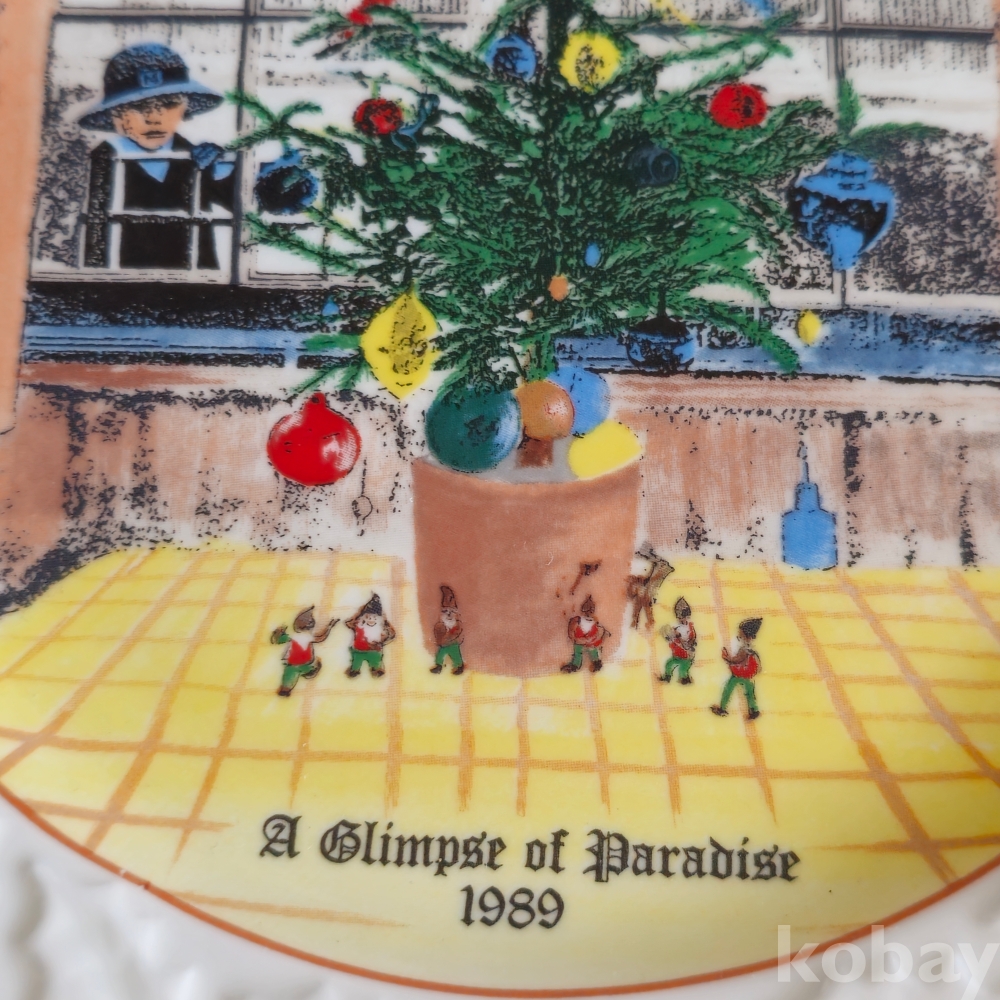 A Glimpse of Paradise
1989
kobay